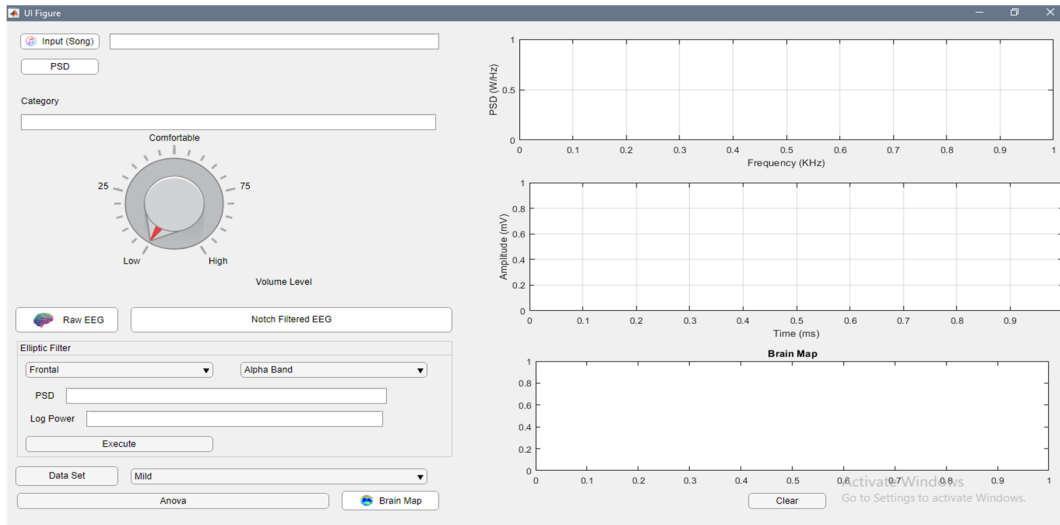 UI Figure
Input (Song)
PSD
Category
Comfortable
25
75
Low
High
Volume Level
Raw EEG
Notch Filtered EEG
Elliptic Filter
Frontal
Alpha Band
PSD
Log Power
Execute
Data Set
Mild
Anova
Brain Map
1
0.5
0
PSD (W/Hz)
0 0.1 0.2 0.3 0.4 0.5 0.6 0.7 0.8 0.9 1
Frequency (KHz)
1
0.8
0.6
0.4
0.2
0
Amplitude (mV)
0 0.1 0.2 0.3 0.4 0.5 0.6 0.7 0.8 0.9
Time (ms)
Brain Map
1
0.8
0.6
0.4
0.2
0
0 0.1 0.2 0.3 0.4 0.5 0.6 0.7 0.8 0.9 1
Clear
Activate Windows
Go to Settings to activate Windows.